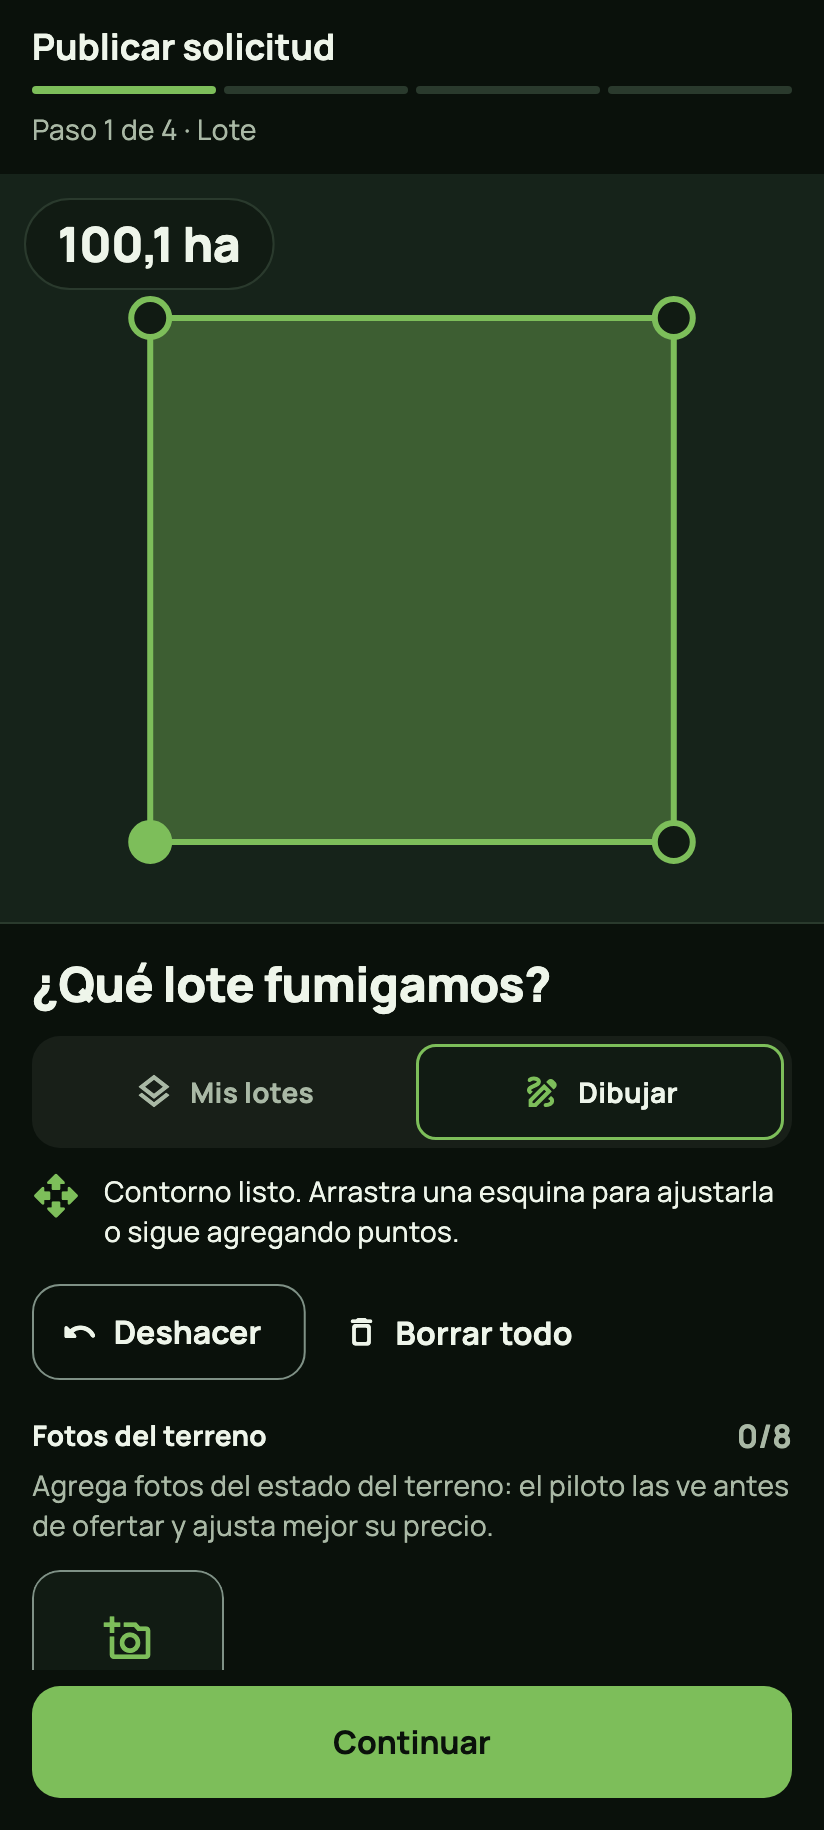 Publicar solicitud
Paso 1 de 4 · Lote
100,1 ha
¿Qué lote fumigamos?
Mis lotes
Dibujar
Contorno listo. Arrastra una esquina para ajustarla
o sigue agregando puntos.
Deshacer
Borrar todo
Fotos del terreno
0/8
Agrega fotos del estado del terreno: el piloto las ve antes
de ofertar y ajusta mejor su precio.
Continuar